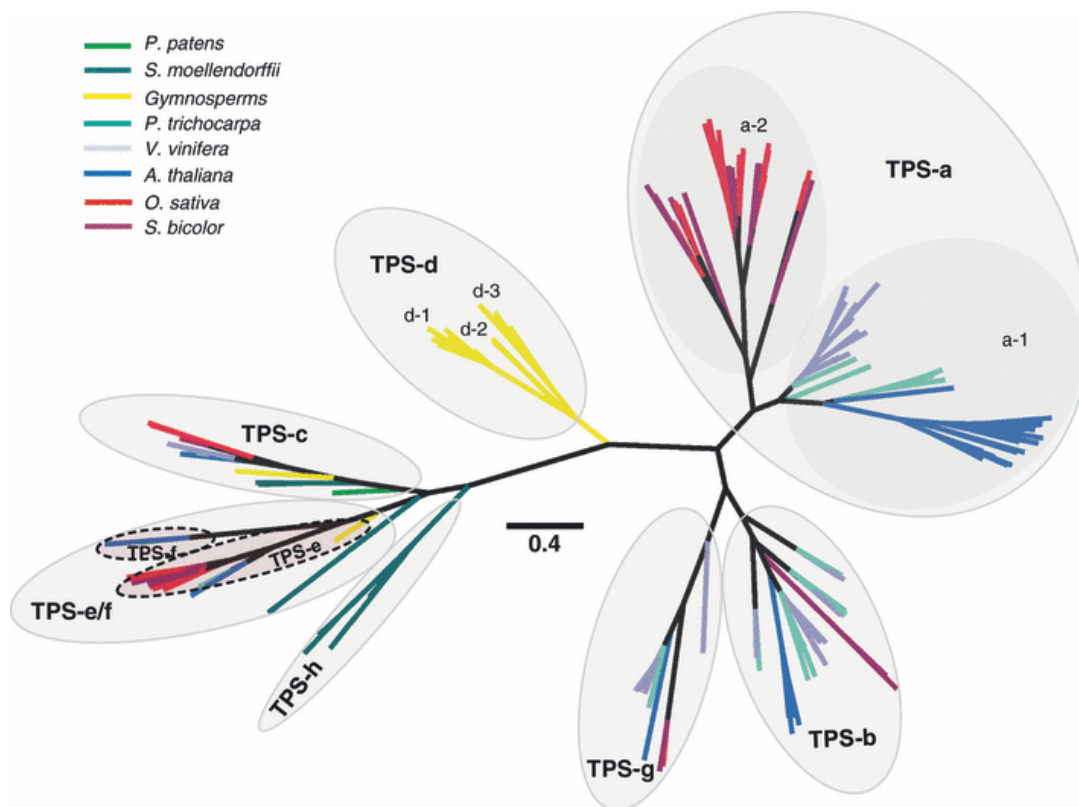 P. patens
S. moellendorffii
Gymnosperms
P. trichocarpa
V. vinifera
A. thaliana
O. sativa
S. bicolor
a-2
TPS-a
TPS-d
d-3
d-1
d-2
a-1
TPS-c
0.4
TPS-f
TPS-e
TPS-e/f
TPS-h
TPS-b
TPS-g